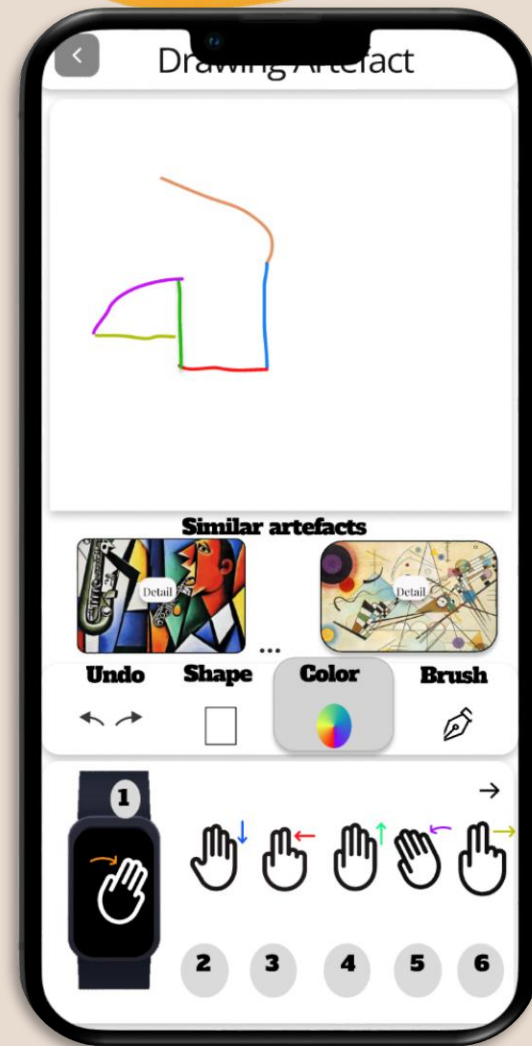 Drawing Artefact
Similar artefacts
Detail
Detail
...
Undo Shape Color Brush
1
2 3 4 5 6